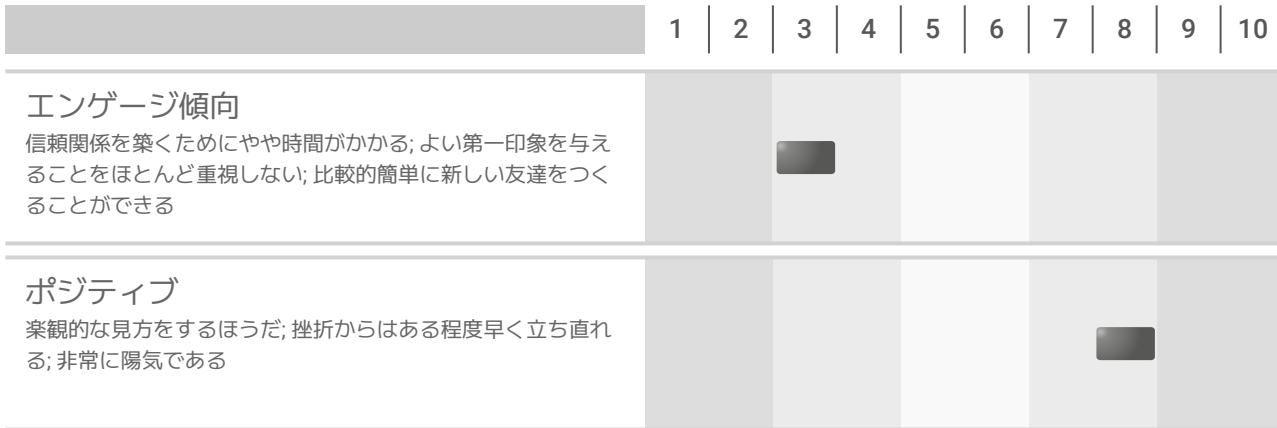 1 2 3 4 5 6 7 8 9 10
エンゲージ傾向
信頼関係を築くためにやや時間がかかる; よい第一印象を与え
ることをほとんど重視しない; 比較的簡単に新しい友達をつく
ることができる
ポジティブ
楽観的な見方をするほうだ; 挫折からはある程度早く立ち直れ
る; 非常に陽気である